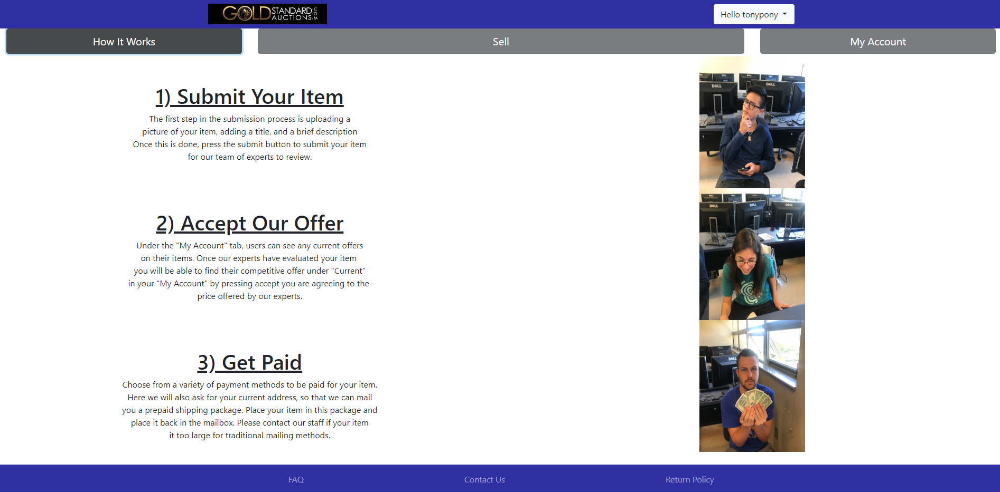 GOLD STANDARD AUCTIONS.COM
Hello tonypony
How It Works
Sell
My Account
1) Submit Your Item
The first step in the submission process is uploading a
picture of your item, adding a title, and a brief description
Once this is done, press the submit button to submit your item
for our team of experts to review.
DELL
DELL
2) Accept Our Offer
Under the "My Account" tab, users can see any current offers
on their items. Once our experts have evaluated your item
you will be able to find their competitive offer under "Current"
in your "My Account" by pressing accept you are agreeing to the
price offered by our experts.
DELL
DELL
DELL
3) Get Paid
Choose from a variety of payment methods to be paid for your item.
Here we will also ask for your current address, so that we can mail
you a prepaid shipping package. Place your item in this package and
place it back in the mailbox. Please contact our staff if your item
it too large for traditional mailing methods.
DELL
FAQ
Contact Us
Return Policy